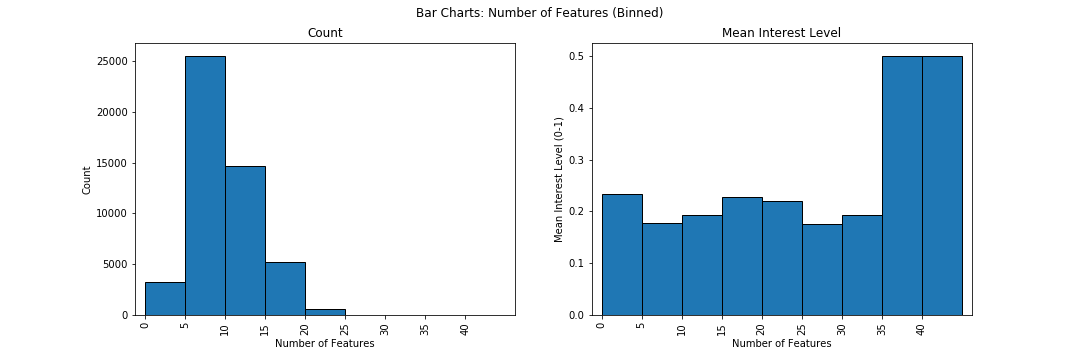 Bar Charts: Number of Features (Binned)
Count
25000
20000
15000
10000
5000
0
Count
0 5 10 15 20 25 30 35 40
Number of Features
Mean Interest Level
0.5
0.4
0.3
0.2
0.1
0.0
Mean Interest Level (0-1)
0 5 10 15 20 25 30 35 40
Number of Features